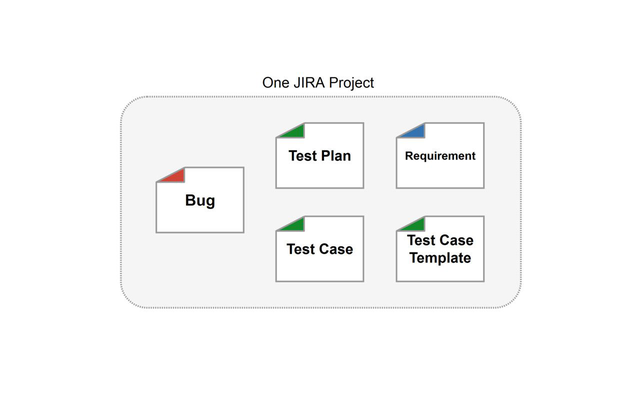 One JIRA Project
Test Plan
Requirement
Bug
Test Case
Test Case
Template